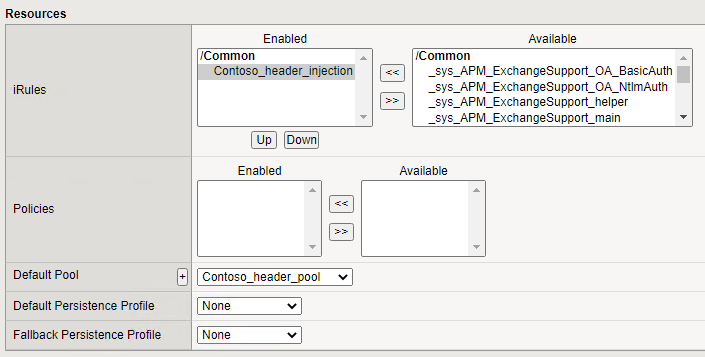 Resources
Enabled
Available
iRules
/Common
Contoso_header_injection
<<
>>
/Common
_sys_APM_ExchangeSupport_OA_BasicAuth
_sys_APM_ExchangeSupport_OA_NtlmAuth
_sys_APM_ExchangeSupport_helper
_sys_APM_ExchangeSupport_main
Up Down
Enabled
Available
Policies
<<
>>
Default Pool + Contoso_header_pool
Default Persistence Profile None
Fallback Persistence Profile None